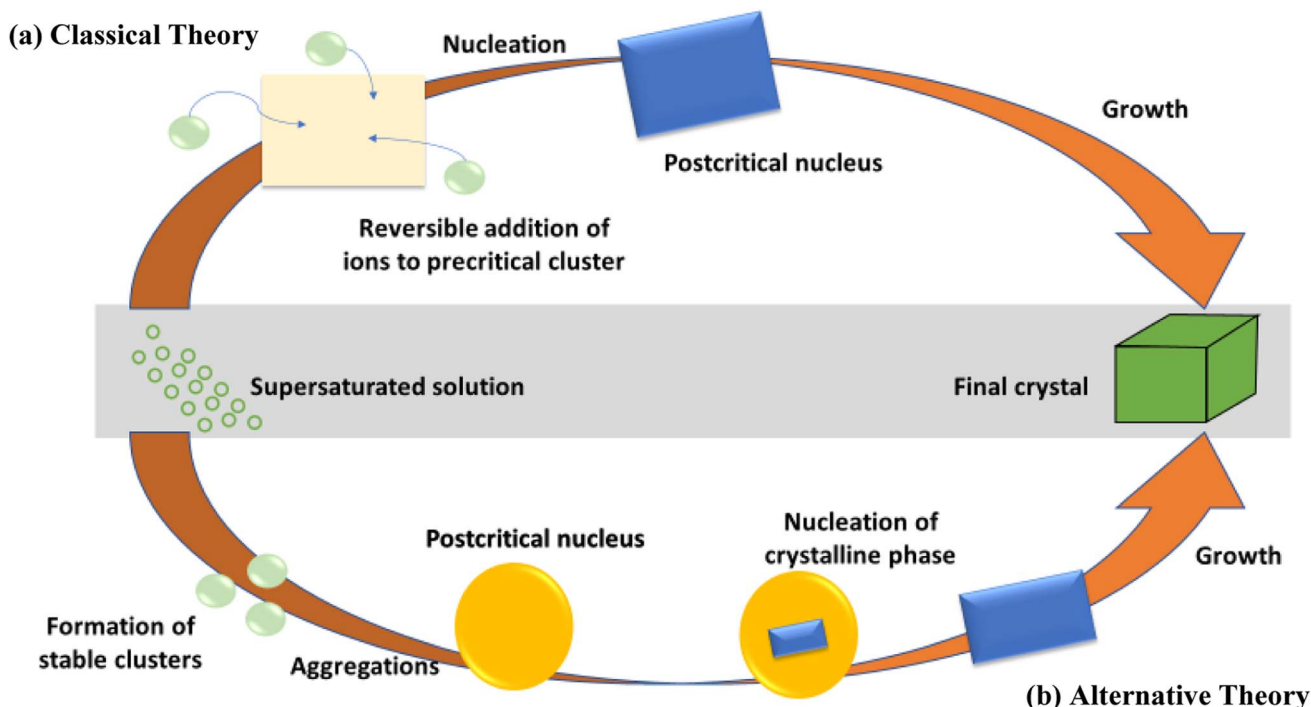 (a) Classical Theory
Nucleation
Growth
Postcritical nucleus
Reversible addition of
ions to precritical cluster
Supersaturated solution
Final crystal
Postcritical nucleus
Nucleation of
crystalline phase
Growth
Formation of
stable clusters
Aggregations
(b) Alternative Theory